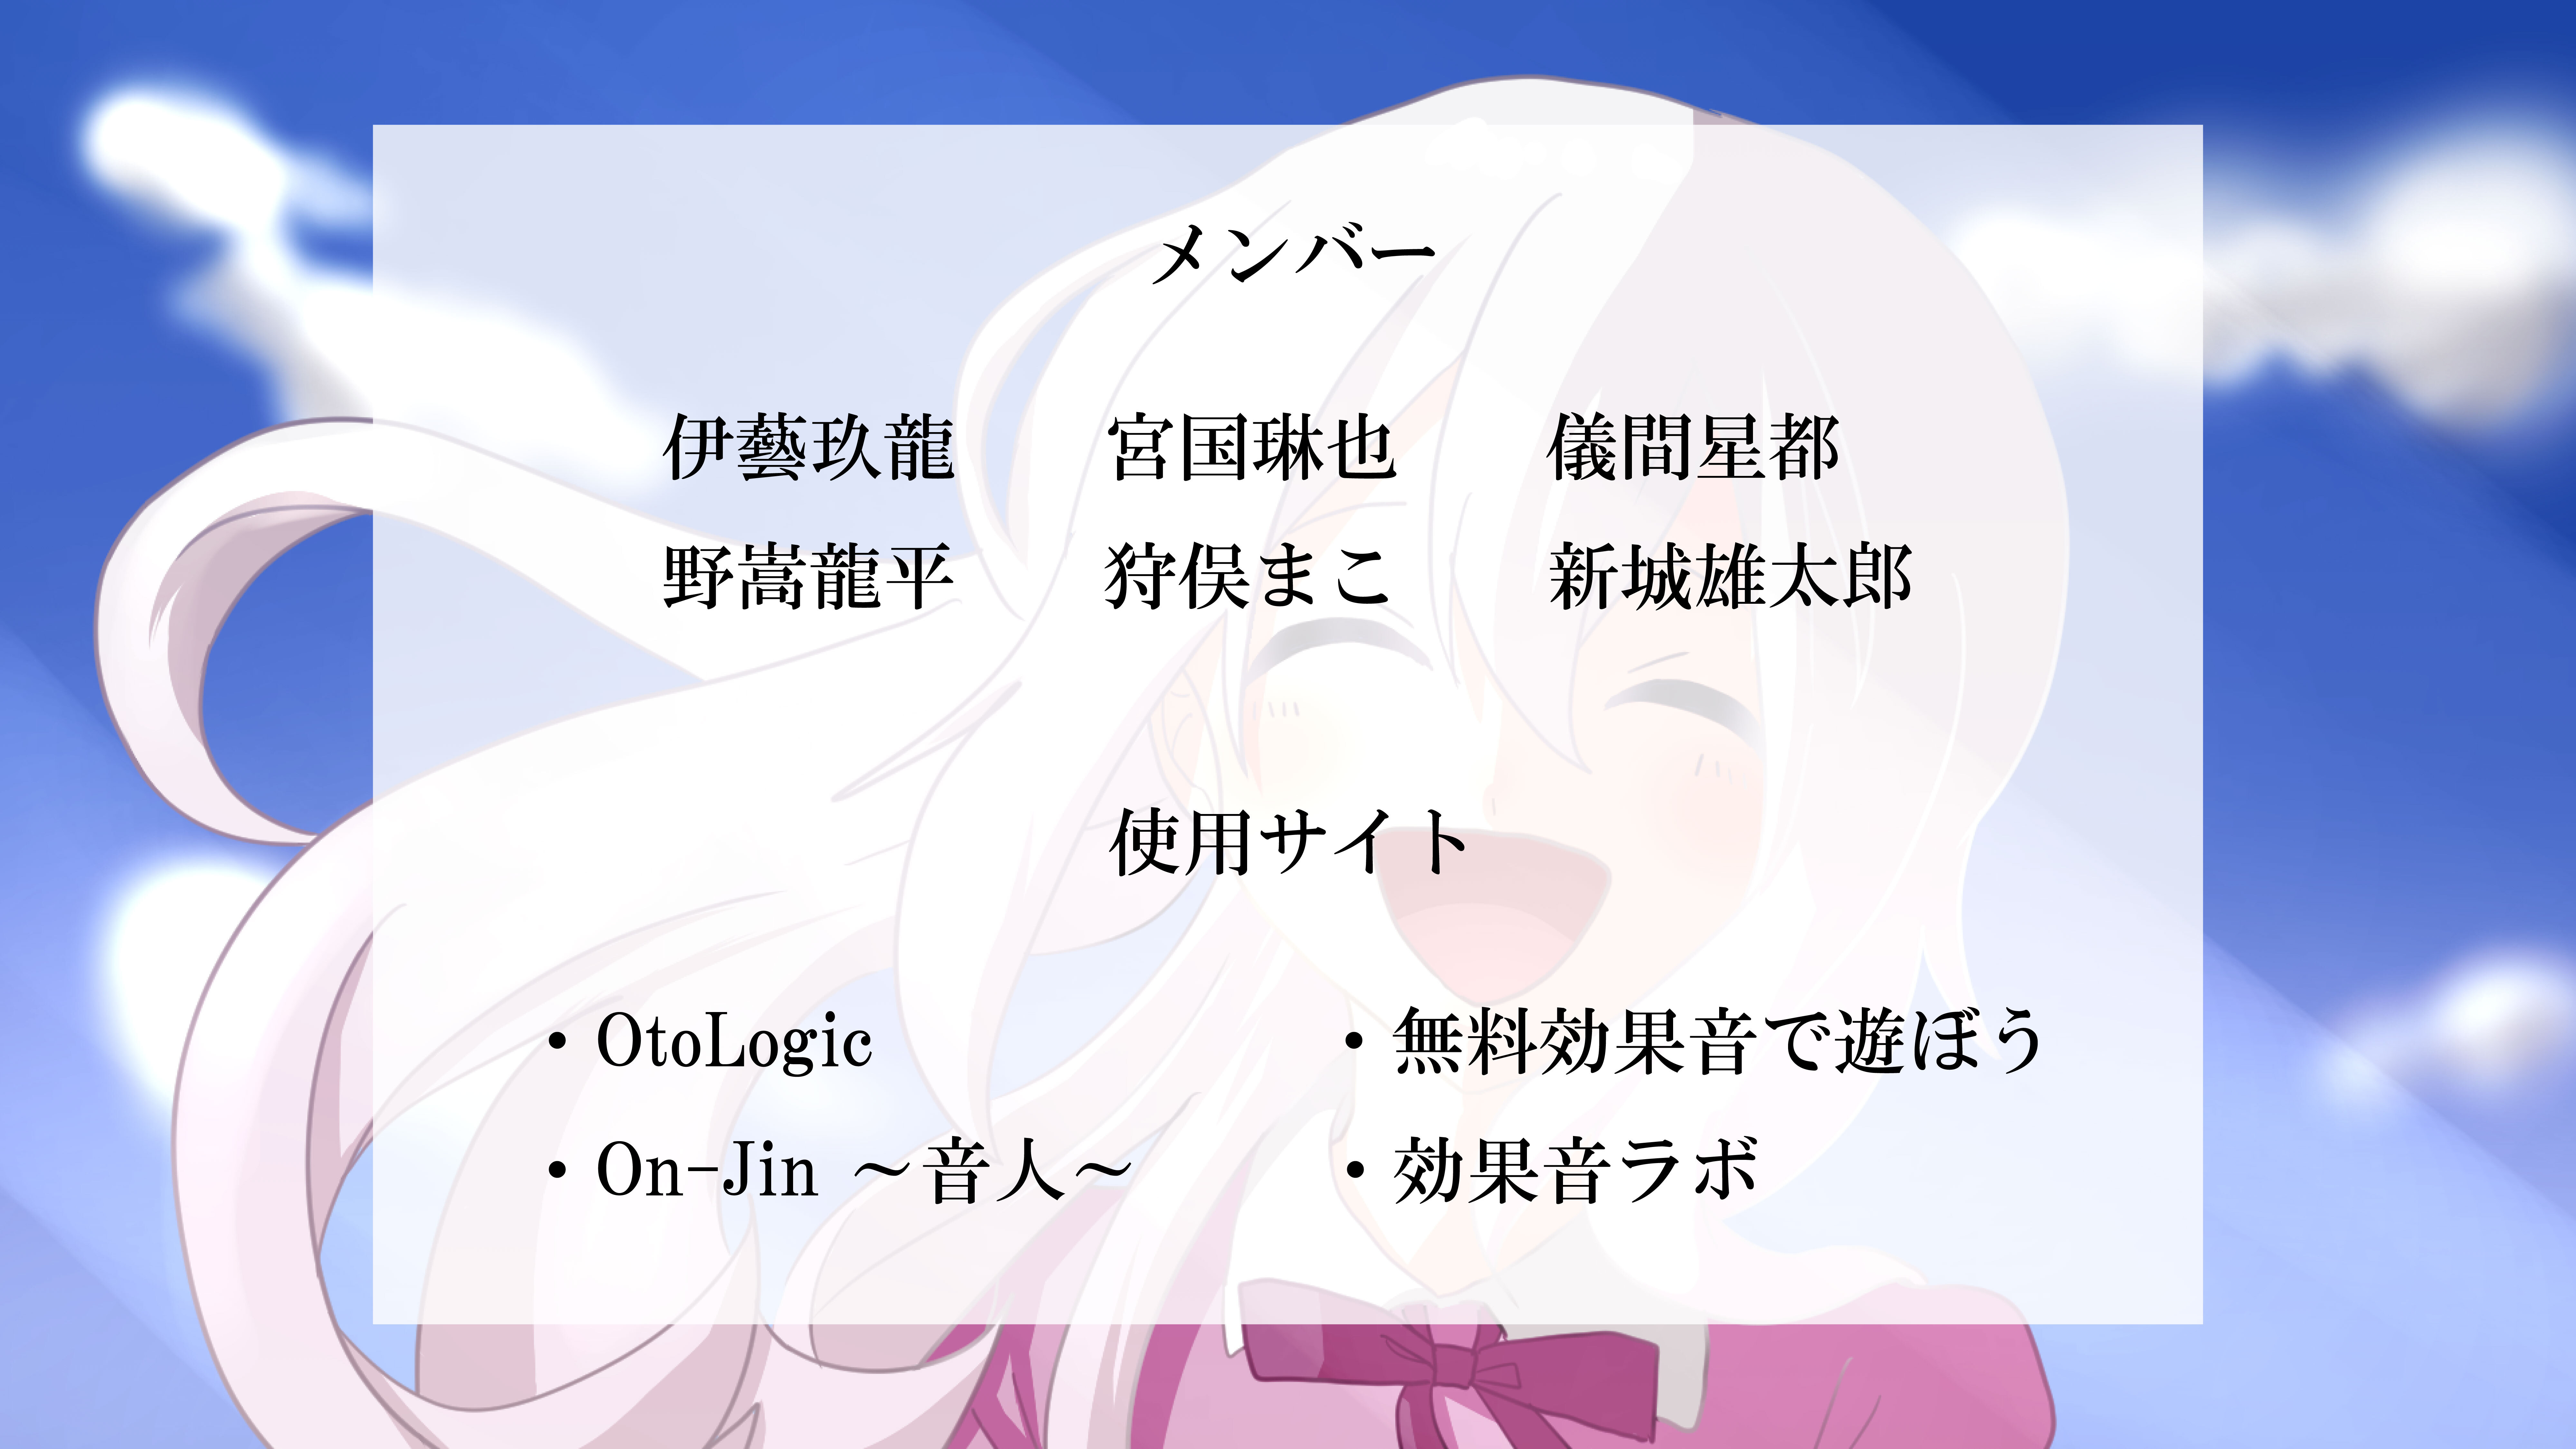 メンバー
伊藝玖龍 宮国琳也 儀間星都
野嵩龍平 狩俣まこ 新城雄太郎
使用サイト
・OtoLogic ・無料効果音で遊ぼう
・On-Jin ～音人～ ・効果音ラボ